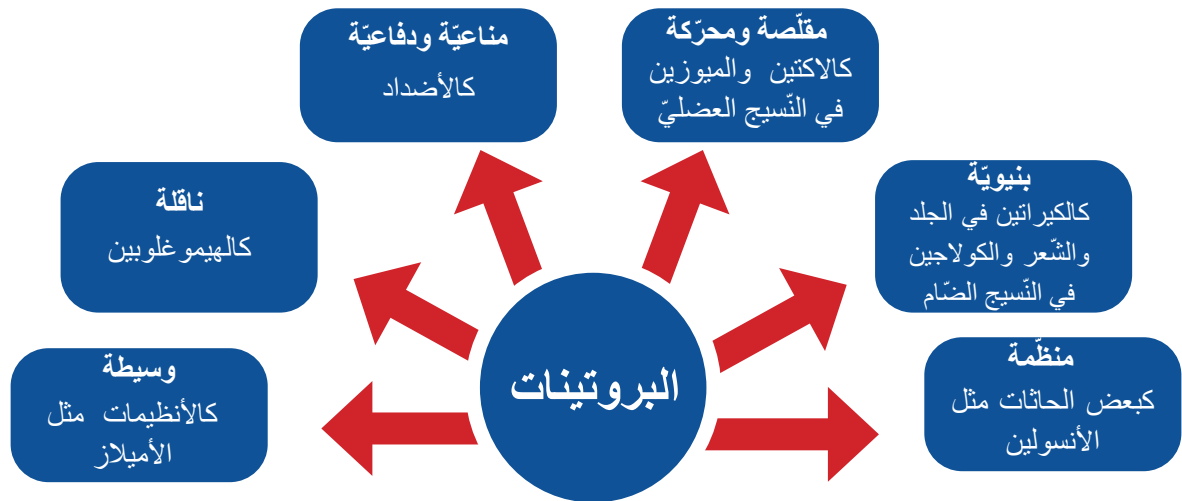 مقلّصة ومحرّكة
كالاكتين والميوزين
في النّسيج العضليّ
مناعيّة ودفاعيّة
كالأضداد
بنيويّة
كالكيراتين في الجلد
والشّعر والكولاجين
في النّسيج الضّام
ناقلة
كالهيموغلوبين
منظّمة
كبعض الحاثات مثل
الأنسولين
وسيطة
كالأنظيمات مثل
الأميلاز
البروتينات